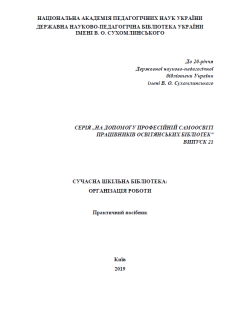 НАЦІОНАЛЬНА АКАДЕМІЯ ПЕДАГОГІЧНИХ НАУК УКРАЇНИ
ДЕРЖАВНА НАУКОВО-ПЕДАГОГІЧНА БІБЛІОТЕКА УКРАЇНИ
ІМЕНІ В. О. СУХОМЛИНСЬКОГО
До 20-річчя
Державної науково-педагогічної
бібліотеки України
імені В. О. Сухомлинського
СЕРІЯ „НА ДОПОМОГУ ПРОФЕСІЙНІЙ САМООСВІТІ
ПРАЦІВНИКІВ ОСВІТЯНСЬКИХ БІБЛІОТЕК”
ВИПУСК 21
СУЧАСНА ШКІЛЬНА БІБЛІОТЕКА:
ОРГАНІЗАЦІЯ РОБОТИ
Практичний посібник
Київ
2019